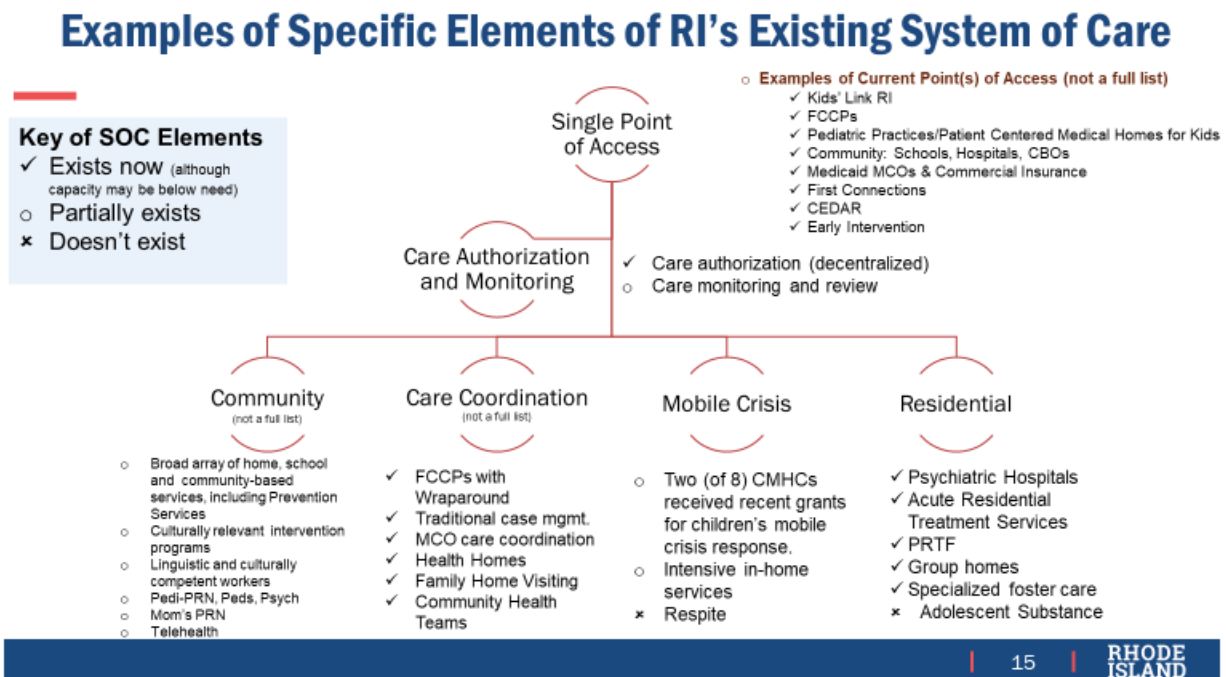 Examples of Specific Elements of RI's Existing System of Care
Key of SOC Elements
✓ Exists now (although
capacity may be below need)
o Partially exists
× Doesn't exist
Single Point
of Access
o Examples of Current Point(s) of Access (not a full list)
✓ Kids' Link RI
✓ FCCPs
✓ Pediatric Practices/Patient Centered Medical Homes for Kids
✓ Community: Schools, Hospitals, CBOs
✓ Medicaid MCOs & Commercial Insurance
✓ First Connections
✓ CEDAR
✓ Early Intervention
Care Authorization
and Monitoring
✓ Care authorization (decentralized)
o Care monitoring and review
Community
(not a full list)
o Broad array of home, school
and community-based
services, including Prevention
Services
o Culturally relevant intervention
programs
o Linguistic and culturally
competent workers
o Pedi-PRN, Peds, Psych
o Mom's PRN
o Telehealth
Care Coordination
(not a full list)
✓ FCCPs with
Wraparound
✓ Traditional case mgmt.
✓ MCO care coordination
✓ Health Homes
✓ Family Home Visiting
✓ Community Health
Teams
Mobile Crisis
o Two (of 8) CMHCs
received recent grants
for children's mobile
crisis response.
o Intensive in-home
services
× Respite
Residential
✓ Psychiatric Hospitals
✓ Acute Residential
Treatment Services
✓ PRTF
✓ Group homes
✓ Specialized foster care
× Adolescent Substance
15
RHODE
ISLAND